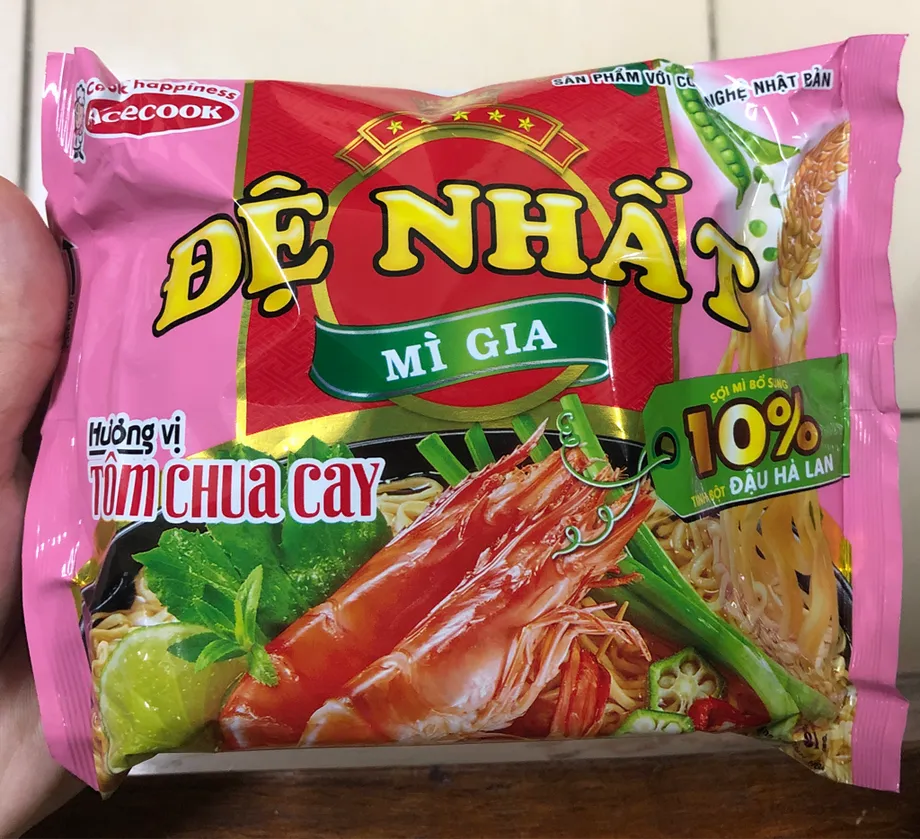 Cook happiness
Acecook
SẢN PHẨM VỚI CÔNG NGHỆ NHẬT BẢN
ĐỆ NHẤT
MÌ GIA
Hương vị
TÔM CHUA CAY
SỢI MÌ BỔ SUNG
10%
TINH BỘT ĐẬU HÀ LAN